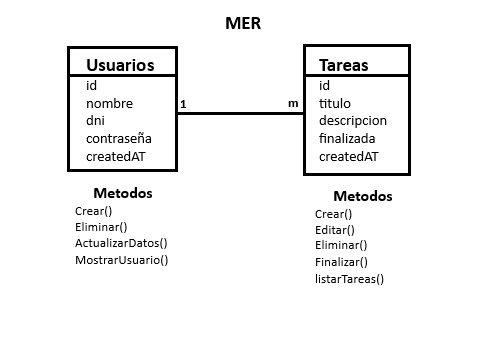 MER
Usuarios
id
nombre
dni
contraseña
createdAT
1
m
Tareas
id
titulo
descripcion
finalizada
createdAT
Metodos
Crear()
Eliminar()
ActualizarDatos()
MostrarUsuario()
Metodos
Crear()
Editar()
Eliminar()
Finalizar()
listarTareas()